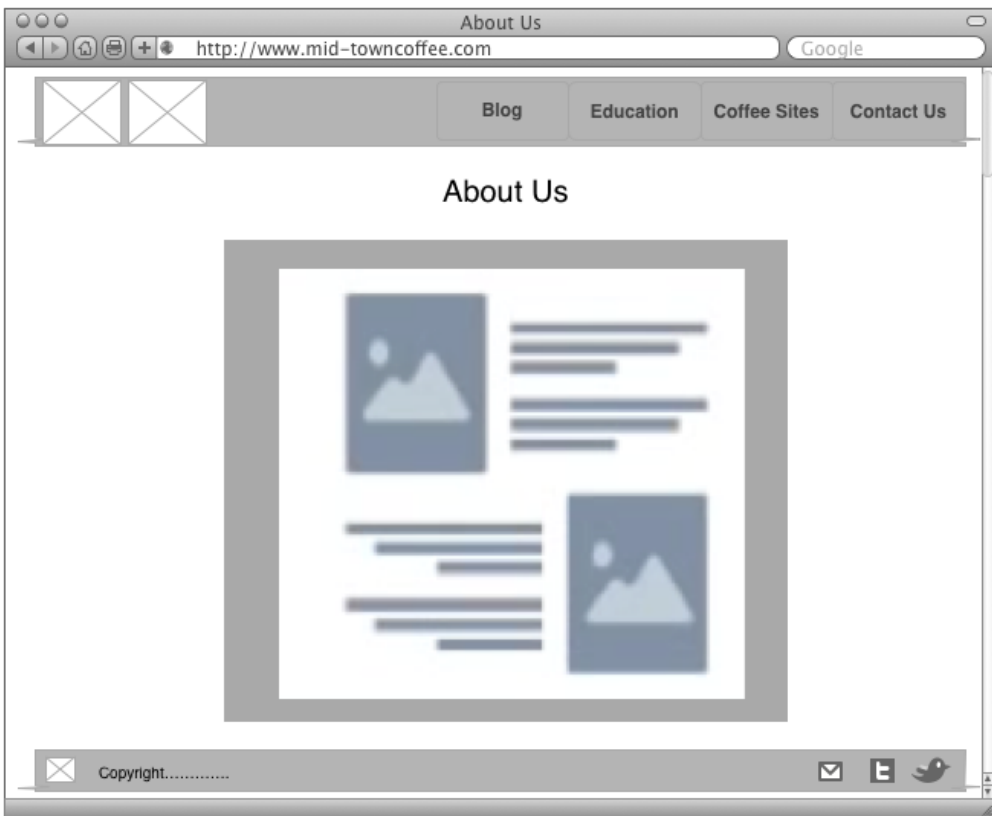 About Us
http://www.mid-towncoffee.com
Google
Blog Education Coffee Sites Contact Us
About Us
Copyright.............
t